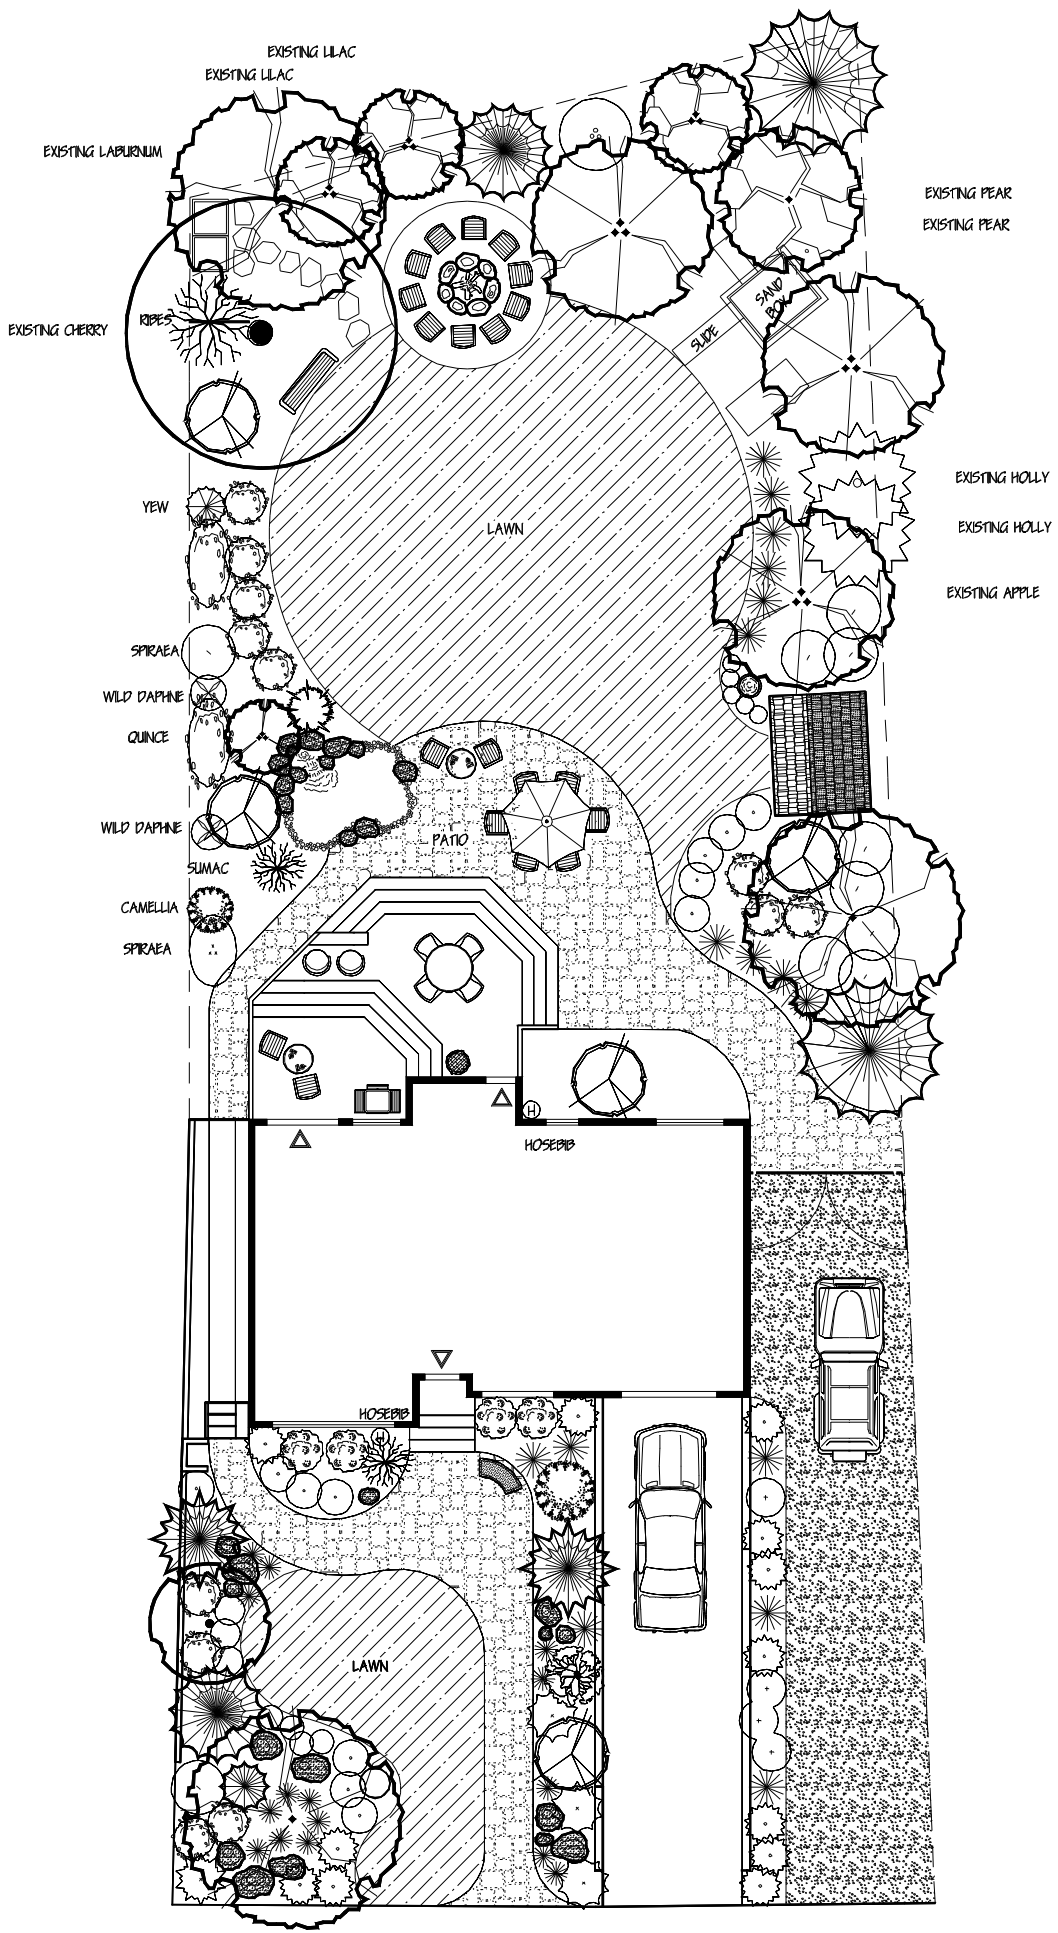 EXISTING LILAC
EXISTING LILAC
EXISTING LABURNUM
EXISTING PEAR
EXISTING PEAR
SAND
BOX
SLIDE
RIBES
EXISTING CHERRY
EXISTING HOLLY
YEW
LAWN
EXISTING HOLLY
EXISTING APPLE
SPIRAEA
WILD DAPHNE
QUINCE
WILD DAPHNE
PATIO
SUMAC
CAMELLIA
SPIRAEA
H
HOSEBIB
HOSEBIB
H
LAWN